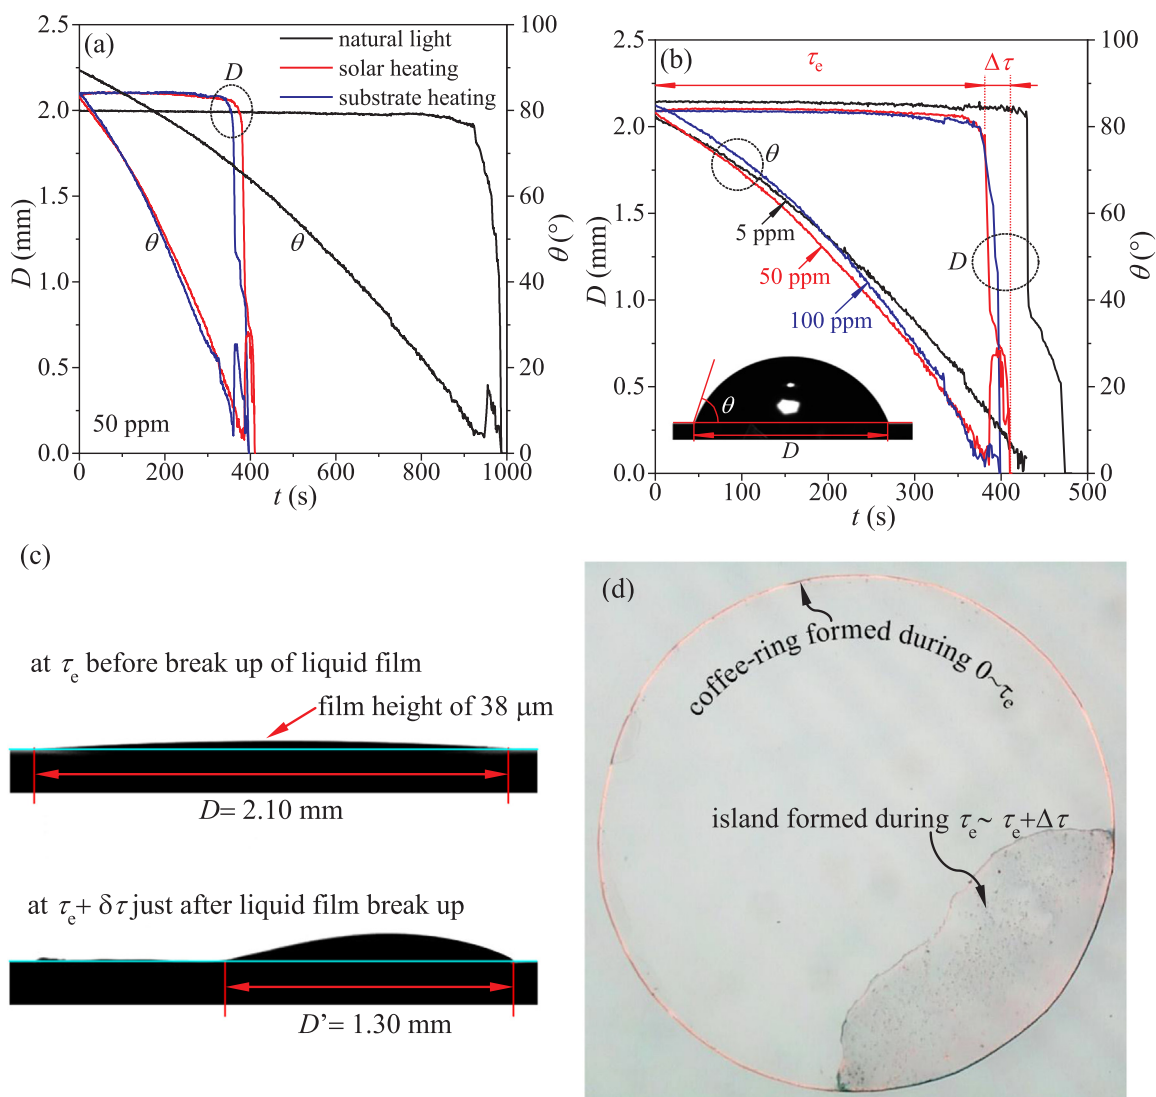 (a)
natural light
solar heating
substrate heating
D
θ
θ
50 ppm
2.5
2.0
1.5
1.0
0.5
0.0
D (mm)
100
80
60
40
20
0
θ (°)
0
200
400
600
800
1000
t (s)
(b)
τe
Δτ
θ
5 ppm
50 ppm
100 ppm
D
θ
D
2.5
2.0
1.5
1.0
0.5
0.0
D (mm)
100
80
60
40
20
0
θ (°)
0
100
200
300
400
500
t (s)
(c)
at τe before break up of liquid film
film height of 38 μm
D= 2.10 mm
at τe+ δτ just after liquid film break up
D'= 1.30 mm
(d)
coffee-ring formed during 0~τe
island formed during τe~ τe+Δτ